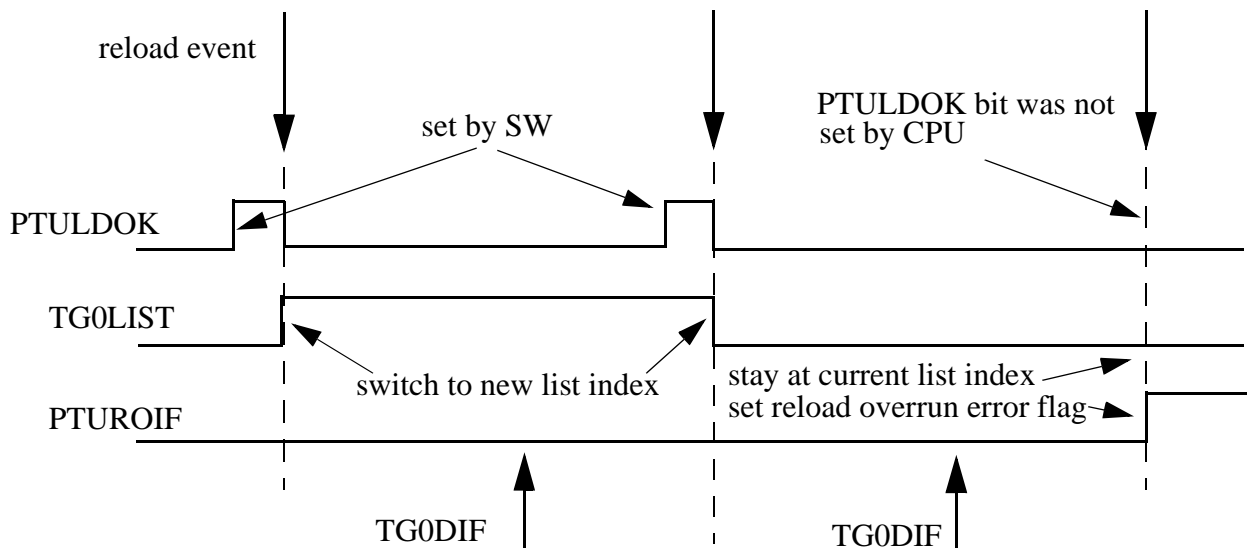 reload event
PTULDOK bit was not
set by CPU
set by SW
PTULDOK
TG0LIST
switch to new list index
stay at current list index
set reload overrun error flag
PTUROIF
TG0DIF
TG0DIF